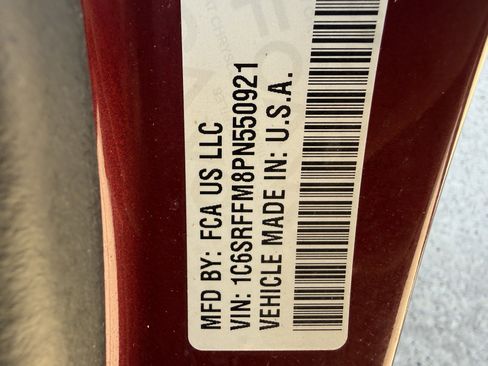 MFD BY: FCA US LLC
VIN: 1C6SRFFM8PN550921
VEHICLE MADE IN: U.S.A.